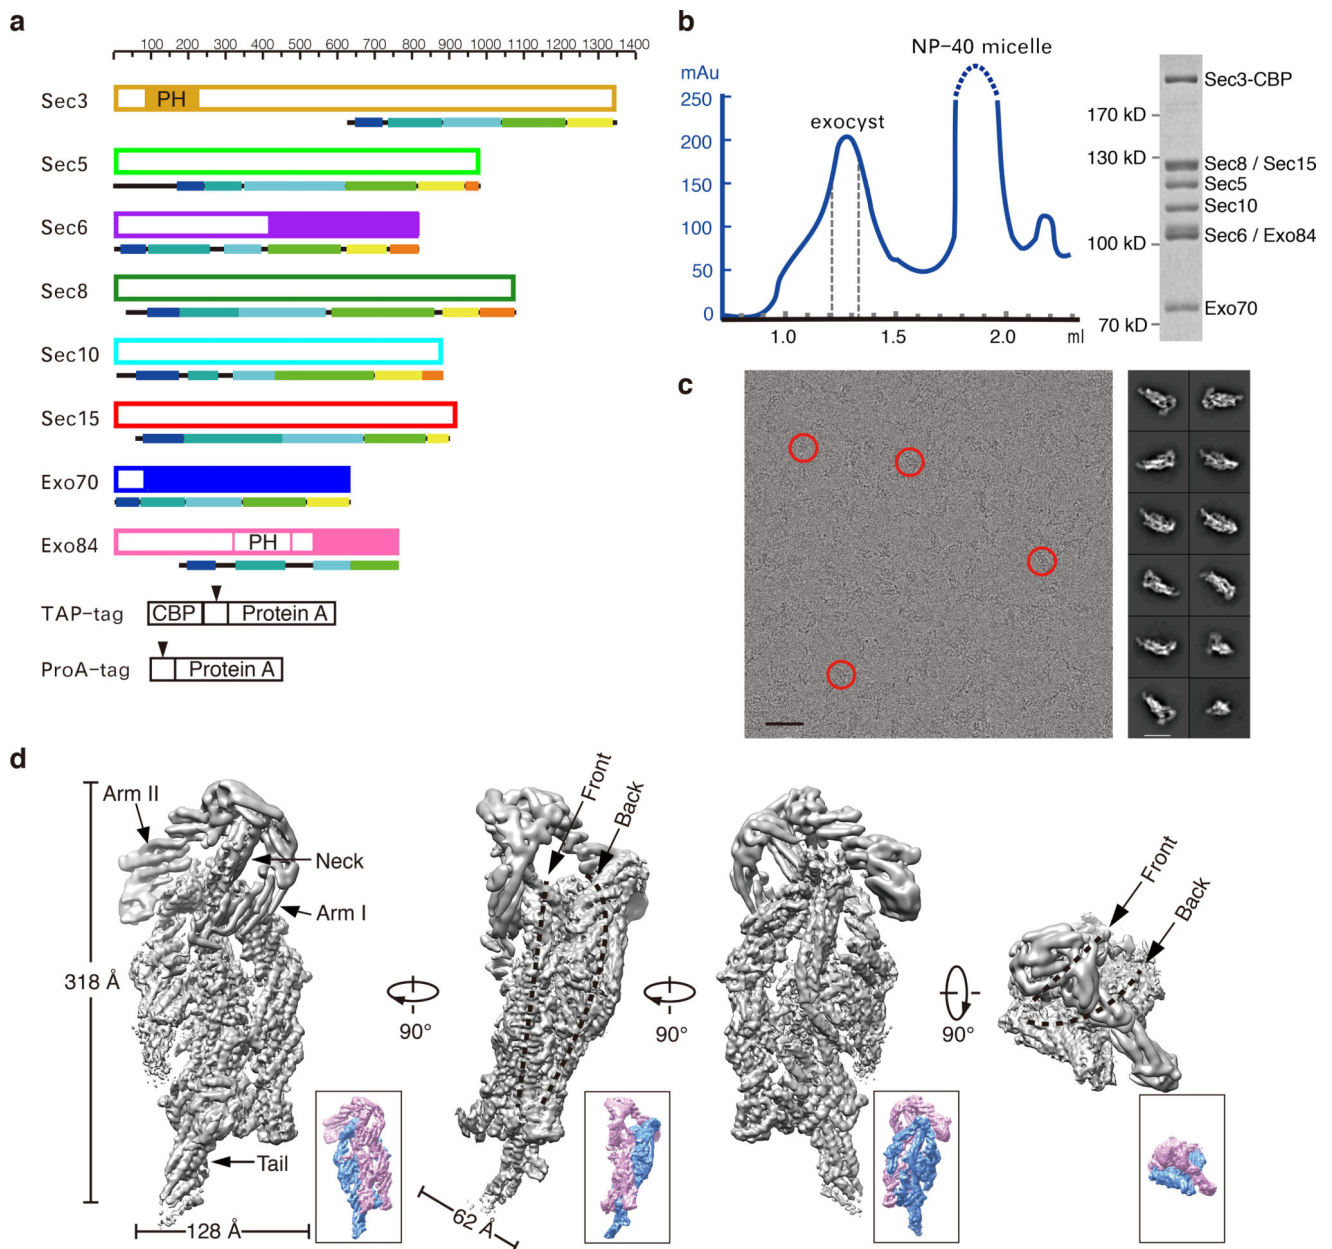 a
100 200 300 400 500 600 700 800 900 1000 1100 1200 1300 1400
Sec3
PH
Sec5
Sec6
Sec8
Sec10
Sec15
Exo70
Exo84
PH
TAP-tag
CBP
Protein A
ProA-tag
Protein A
b
NP-40 micelle
mAu
250
200
150
100
50
0
exocyst
1.0
1.5
2.0
ml
170 kD
130 kD
100 kD
70 kD
Sec3-CBP
Sec8 / Sec15
Sec5
Sec10
Sec6 / Exo84
Exo70
c
d
Arm II
Neck
Arm I
318 Å
Tail
128 Å
90°
Front
Back
62 Å
90°
90°
Front
Back